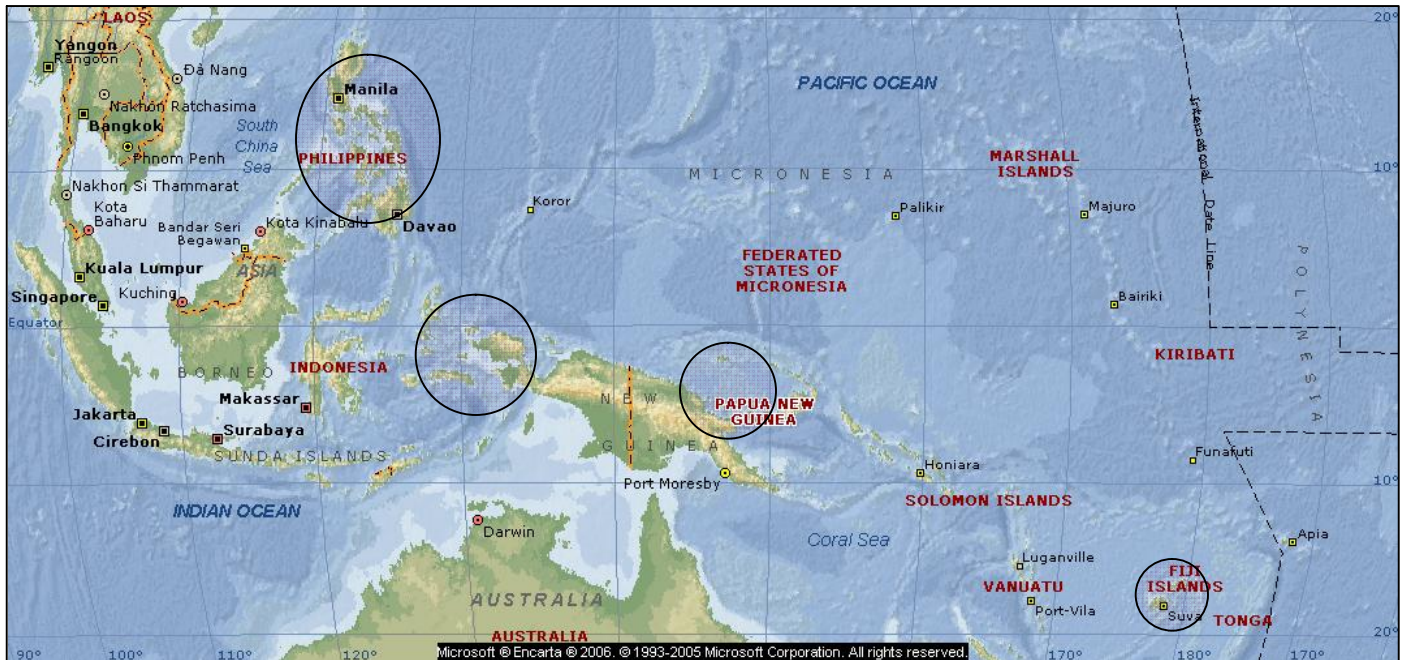 LAOS
20°
20°
Yangon
Rangoon
Đà Nang
Manila
PACIFIC OCEAN
International Date Line
Nakhon Ratchasima
Bangkok
South
China
Sea
Phnom Penh
PHILIPPINES
MARSHALL
ISLANDS
10°
10°
MICRONESIA
Nakhon Si Thammarat
Kota
Baharu
Koror
Palikir
Majuro
Bandar Seri
Begawan
Kota Kinabalu
Davao
POLYNESIA
Kuala Lumpur
ASIA
FEDERATED
STATES OF
MICRONESIA
Singapore
Kuching
Bairiki
Equator
INDONESIA
KIRIBATI
BORNEO
Makassar
NEW
GUINEA
PAPUA NEW
GUINEA
Jakarta
Cirebon
Surabaya
SUNDA ISLANDS
Funafuti
Port Moresby
Honiara
10°
10°
SOLOMON ISLANDS
INDIAN OCEAN
Darwin
Coral Sea
Apia
Luganville
FIJI
ISLANDS
VANUATU
Port-Vila
Suva
TONGA
AUSTRALIA
AUSTRALIA
20°
90°
100°
110°
120°
Microsoft ® Encarta ® 2006. © 1993-2005 Microsoft Corporation. All rights reserved.
170°
180°
170°